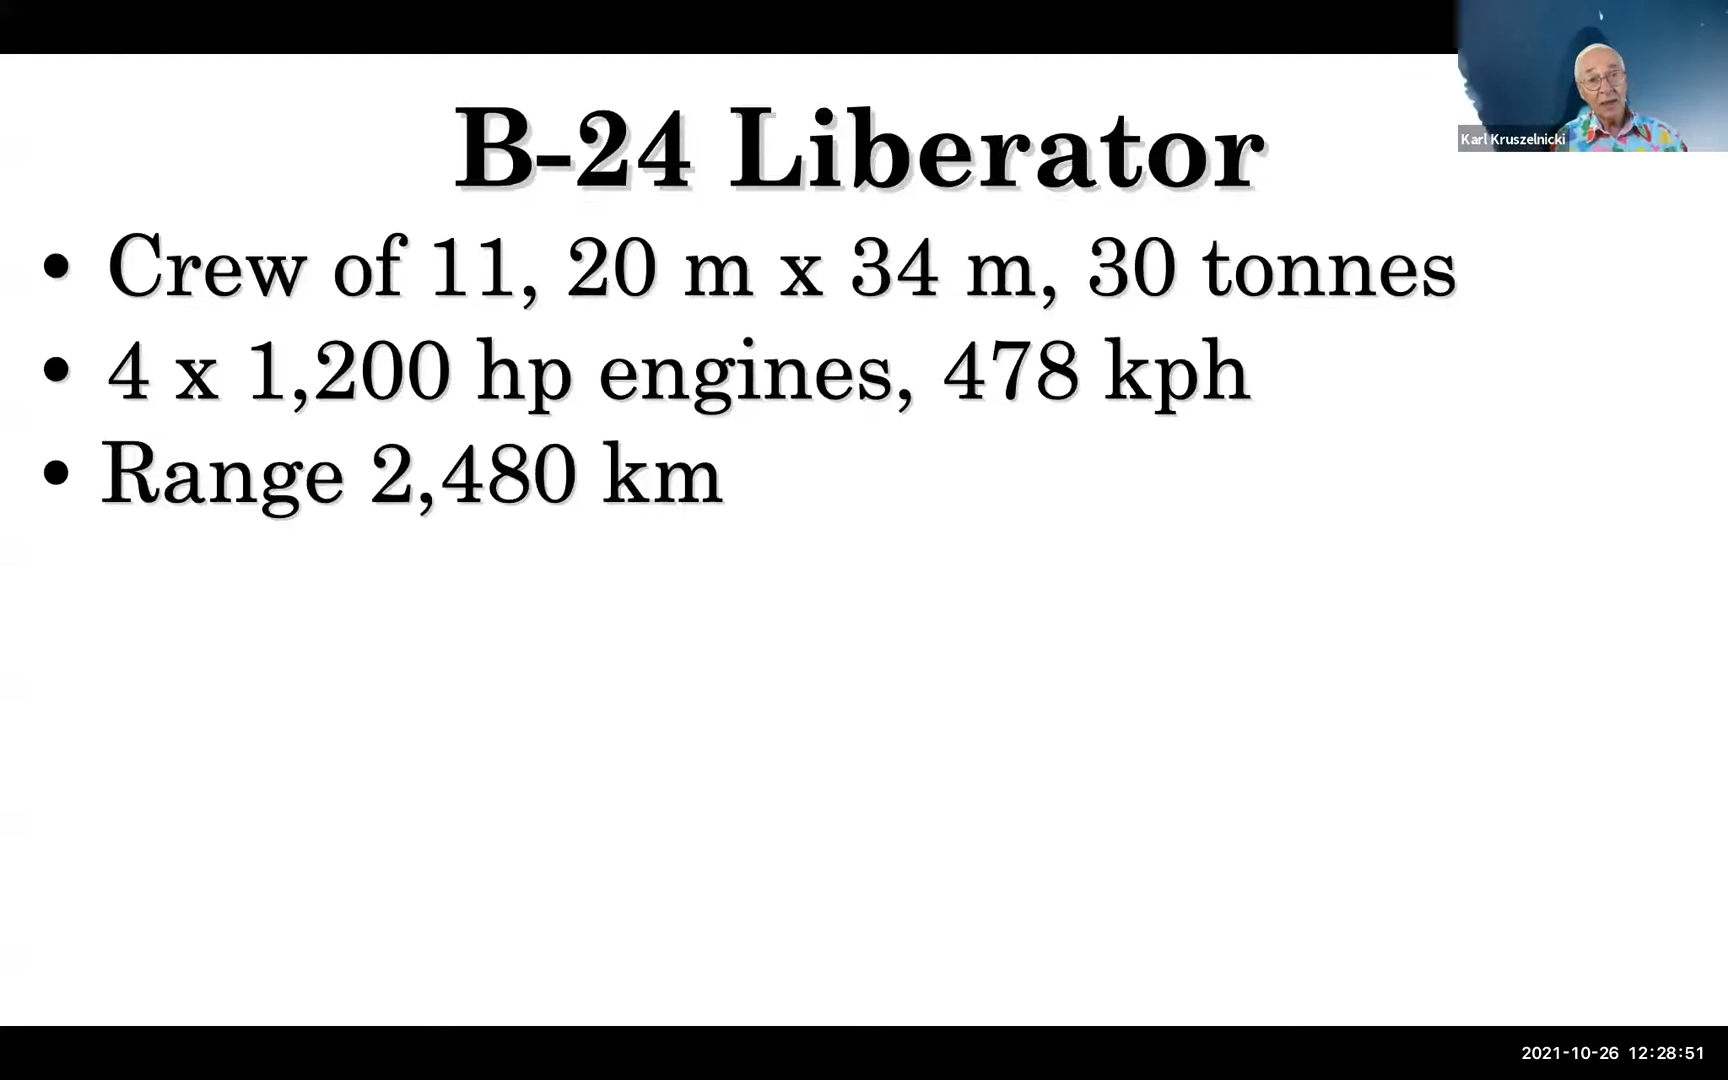 Karl Kruszelnicki
B-24 Liberator
• Crew of 11, 20 m x 34 m, 30 tonnes
• 4 x 1,200 hp engines, 478 kph
• Range 2,480 km
2021-10-26 12:28:51